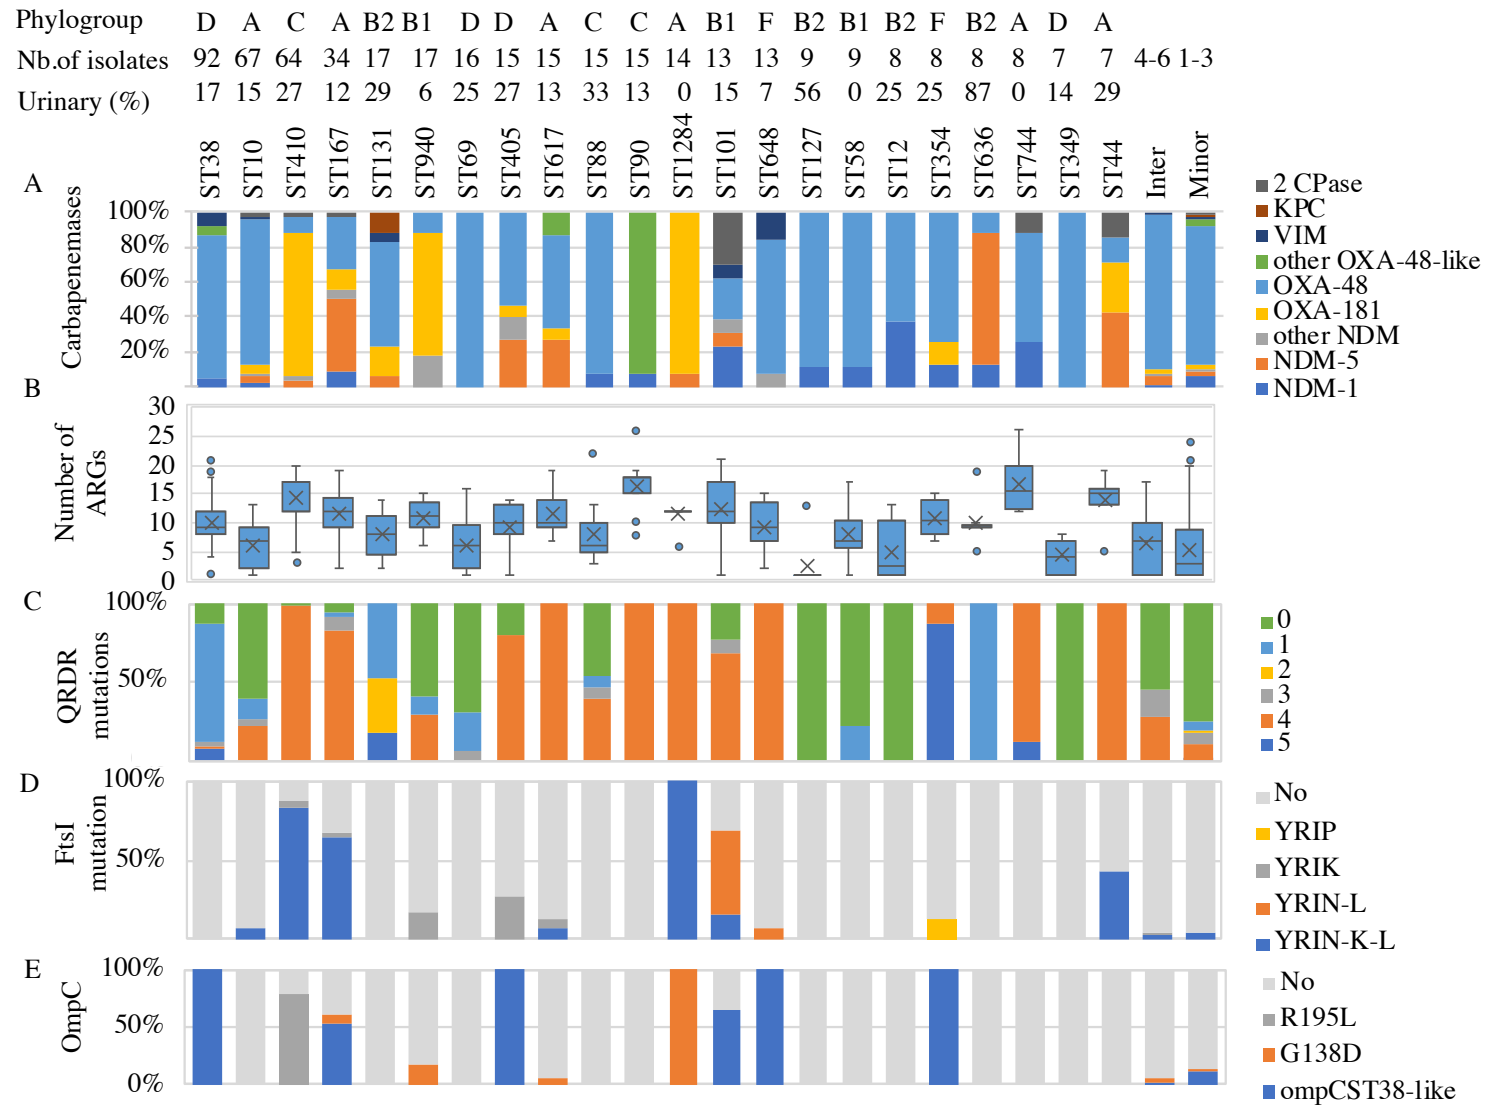 Phylogroup D A C A B2 B1 D D A C C A B1 F B2 B1 B2 F B2 A D A
Nb.of isolates 92 67 64 34 17 17 16 15 15 15 15 14 13 13 9 9 8 8 8 8 7 7 4-6 1-3
Urinary (%) 17 15 27 12 29 6 25 27 13 33 13 0 15 7 56 0 25 25 87 0 14 29
ST38 ST10 ST410 ST167 ST131 ST940 ST69 ST405 ST617 ST88 ST90 ST1284 ST101 ST648 ST127 ST58 ST12 ST354 ST636 ST744 ST349 ST44 Inter Minor
A
Carbapenemases
100%
80%
60%
40%
20%
2 CPase
KPC
VIM
other OXA-48-like
OXA-48
OXA-181
other NDM
NDM-5
NDM-1
B
Number of
ARGs
30
25
20
15
10
5
0
C
QRDR
mutations
100%
50%
0
1
2
3
4
5
D
FtsI
mutation
100%
50%
No
YRIP
YRIK
YRIN-L
YRIN-K-L
E
OmpC
100%
50%
0%
No
R195L
G138D
ompCST38-like